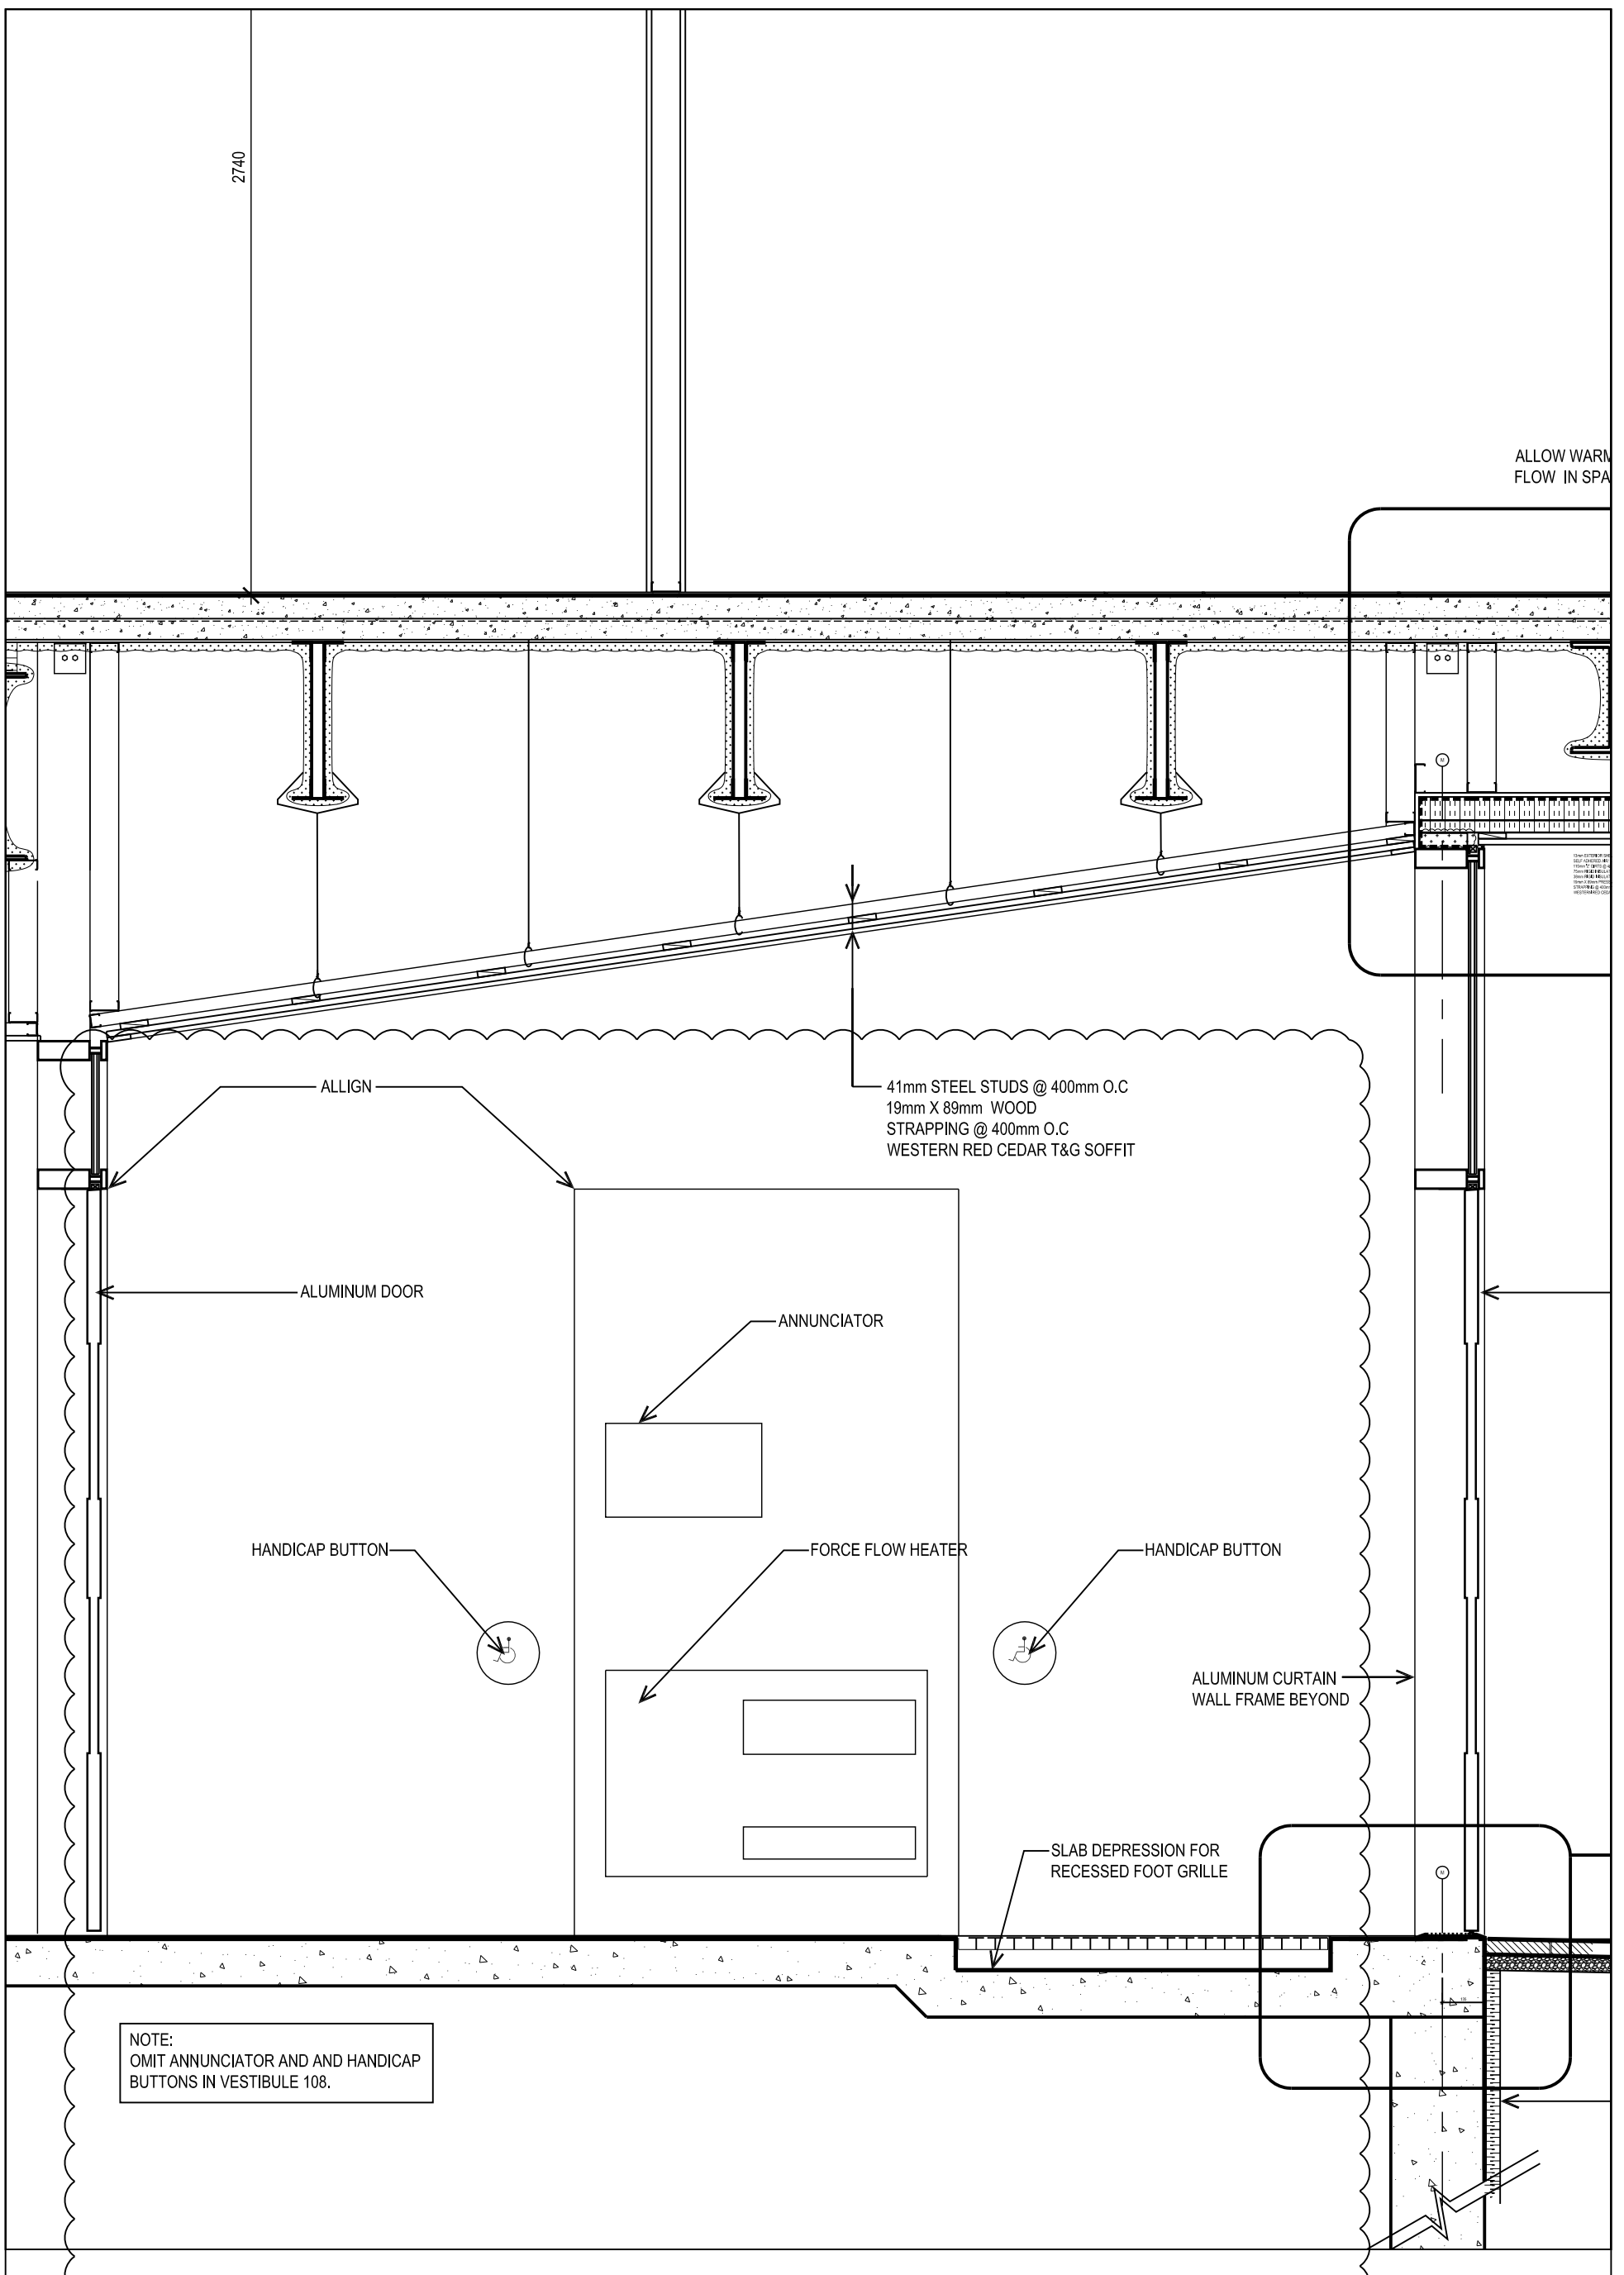 2740
ALLOW WARM
FLOW IN SPA
ALLIGN
41mm STEEL STUDS @ 400mm O.C
19mm X 89mm WOOD
STRAPPING @ 400mm O.C
WESTERN RED CEDAR T&G SOFFIT
ALUMINUM DOOR
ANNUNCIATOR
HANDICAP BUTTON
FORCE FLOW HEATER
HANDICAP BUTTON
ALUMINUM CURTAIN
WALL FRAME BEYOND
SLAB DEPRESSION FOR
RECESSED FOOT GRILLE
NOTE:
OMIT ANNUNCIATOR AND AND HANDICAP
BUTTONS IN VESTIBULE 108.